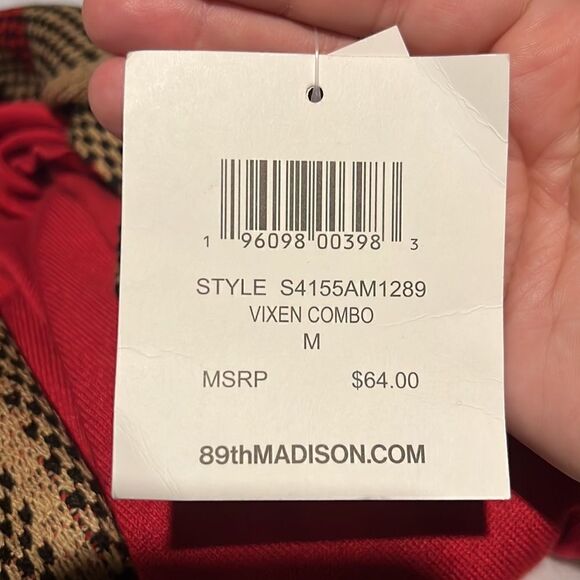 1 96098 00398 3
STYLE S4155AM1289
VIXEN COMBO
M
MSRP $64.00
89thMADISON.COM